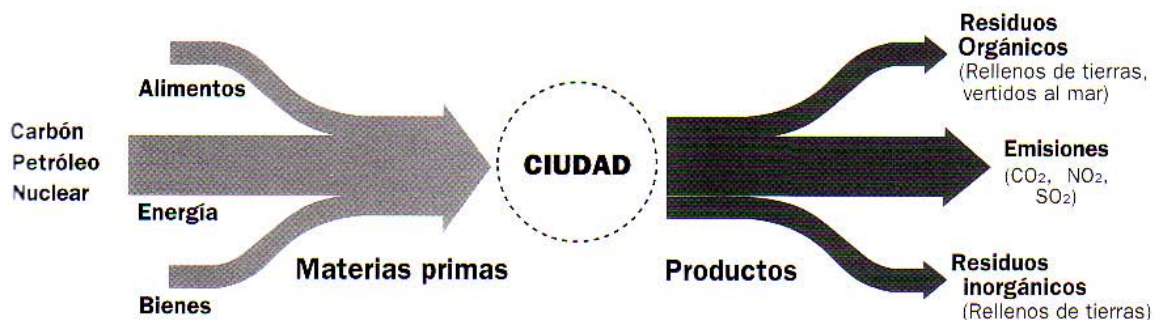 Alimentos
Carbón
Petróleo
Nuclear
Energía
Bienes
Materias primas
CIUDAD
Productos
Residuos
Orgánicos
(Rellenos de tierras,
vertidos al mar)
Emisiones
(CO₂, NO₂,
SO₂)
Residuos
inorgánicos
(Rellenos de tierras)